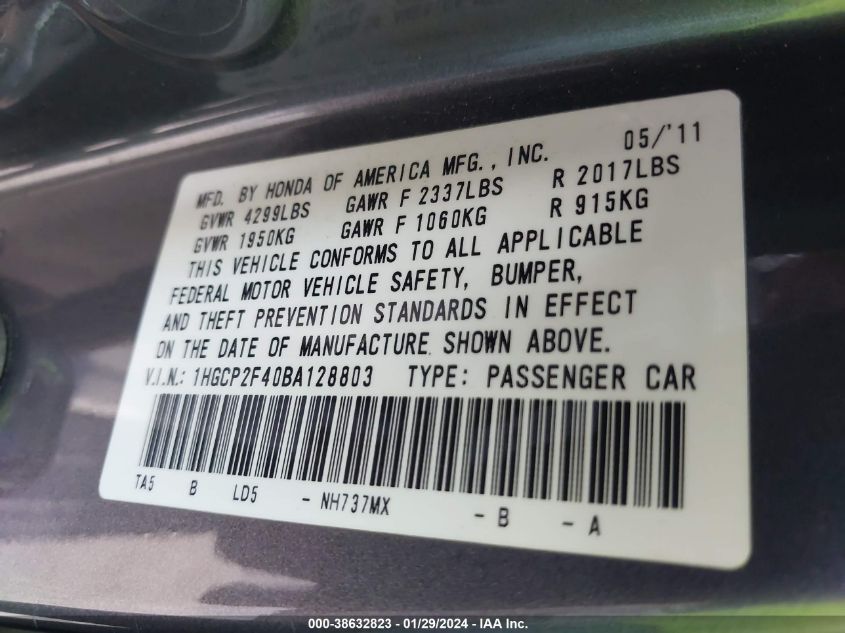 MFD. BY HONDA OF AMERICA MFG., INC. 05/'11
GVWR 4299LBS GAWR F 2337LBS R 2017LBS
GVWR 1950KG GAWR F 1060KG R 915KG
THIS VEHICLE CONFORMS TO ALL APPLICABLE
FEDERAL MOTOR VEHICLE SAFETY, BUMPER,
AND THEFT PREVENTION STANDARDS IN EFFECT
ON THE DATE OF MANUFACTURE SHOWN ABOVE.
V.I.N.: 1HGCP2F40BA128803 TYPE: PASSENGER CAR
TA5 B LD5 - NH737MX - B - A
000-38632823 - 01/29/2024 - IAA Inc.